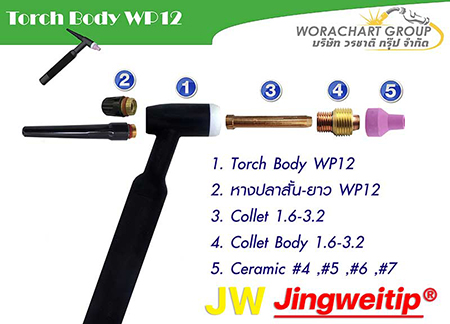 Torch Body WP12
WORACHART GROUP
บริษัท วรชาติ กรุ๊ป จำกัด
2
1
3
4
5
1. Torch Body WP12
2. หางปลาสั้น-ยาว WP12
3. Collet 1.6-3.2
4. Collet Body 1.6-3.2
5. Ceramic #4 ,#5 ,#6 ,#7
JW Jingweitip®